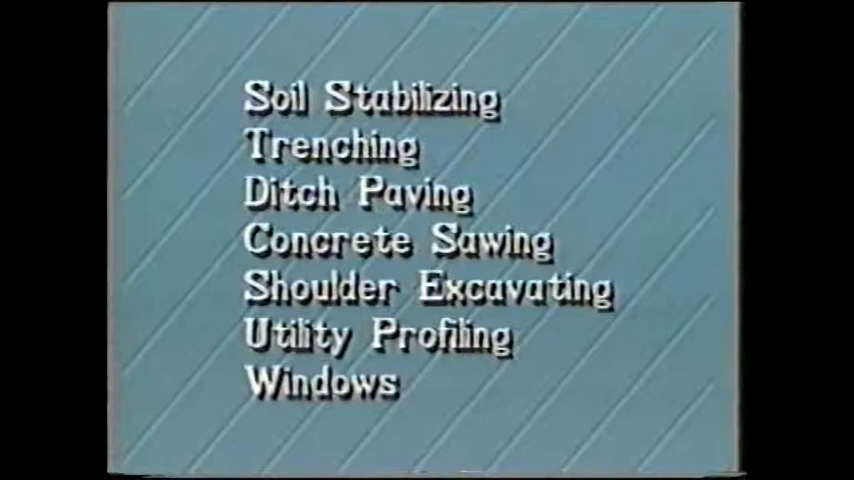 Soil Stabilizing
Trenching
Ditch Paving
Concrete Sawing
Shoulder Excavating
Utility Profiling
Windows